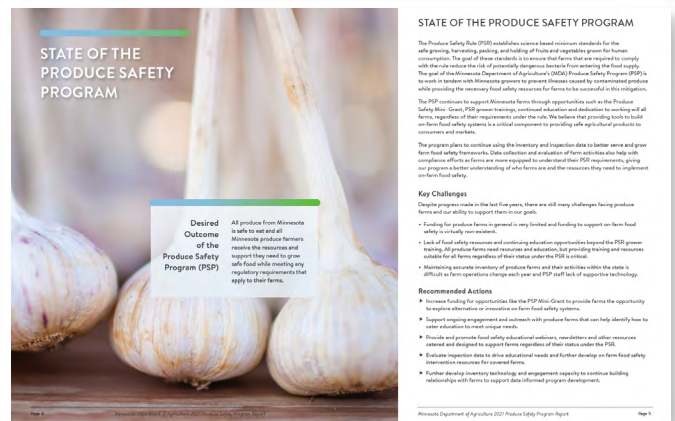 STATE OF THE
PRODUCE SAFETY
PROGRAM
Desired
Outcome
of the
Produce Safety
Program (PSP)
All produce from Minnesota
is safe to eat and all
Minnesota produce farmers
receive the resources and
support they need to grow
safe food while meeting any
regulatory requirements that
apply to their farms.
Page 4
Minnesota Department of Agriculture 2021 Produce Safety Program Report
STATE OF THE PRODUCE SAFETY PROGRAM
The Produce Safety Rule (PSR) establishes science based minimum standards for the
safe growing, harvesting, packing, and holding of fruits and vegetables grown for human
consumption. The goal of these standards is to ensure that farms that are required to comply
with the rule reduce the risk of potentially dangerous bacteria from entering the food supply.
The goal of the Minnesota Department of Agriculture's (MDA) Produce Safety Program (PSP) is
to work in tandem with Minnesota growers to prevent illnesses caused by contaminated produce
while providing the necessary food safety resources for farms to be successful in this mitigation.
The PSP continues to support Minnesota farms through opportunities such as the Produce
Safety Mini- Grant, PSR grower trainings, continued education and dedication to working will all
farms, regardless of their requirements under the rule. We believe that providing tools to build
on-farm food safety systems is a critical component to providing safe agricultural products to
consumers and markets.
The program plans to continue using the inventory and inspection data to better serve and grow
farm food safety frameworks. Data collection and evaluation of farm activities also help with
compliance efforts as farms are more equipped to understand their PSR requirements, giving
our program a better understanding of who farms are and the resources they need to implement
on-farm food safety.
Key Challenges
Despite progress made in the last five years, there are still many challenges facing produce
farms and our ability to support them in our goals.
• Funding for produce farms in general is very limited and funding to support on-farm food
safety is virtually non-existent.
• Lack of food safety resources and continuing education opportunities beyond the PSR grower
training. All produce farms need resources and education, but providing training and resources
suitable for all farms regardless of their status under the PSR is critical.
• Maintaining accurate inventory of produce farms and their activities within the state is
difficult as farm operations change each year and PSP staff lack of supportive technology.
Recommended Actions
▶ Increase funding for opportunities like the PSP Mini-Grant to provide farms the opportunity
to explore alternative or innovative on farm food safety systems.
▶ Support ongoing engagement and outreach with produce farms that can help identify how to
cater education to meet unique needs.
▶ Provide and promote food safety educational webinars, newsletters and other resources
catered and designed to support farms regardless of their status under the PSR.
▶ Evaluate inspection data to drive educational needs and further develop on farm food safety
intervention resources for covered farms.
▶ Further develop inventory technology and engagement capacity to continue building
relationships with farms to support data informed program development.
Minnesota Department of Agriculture 2021 Produce Safety Program Report
Page 5